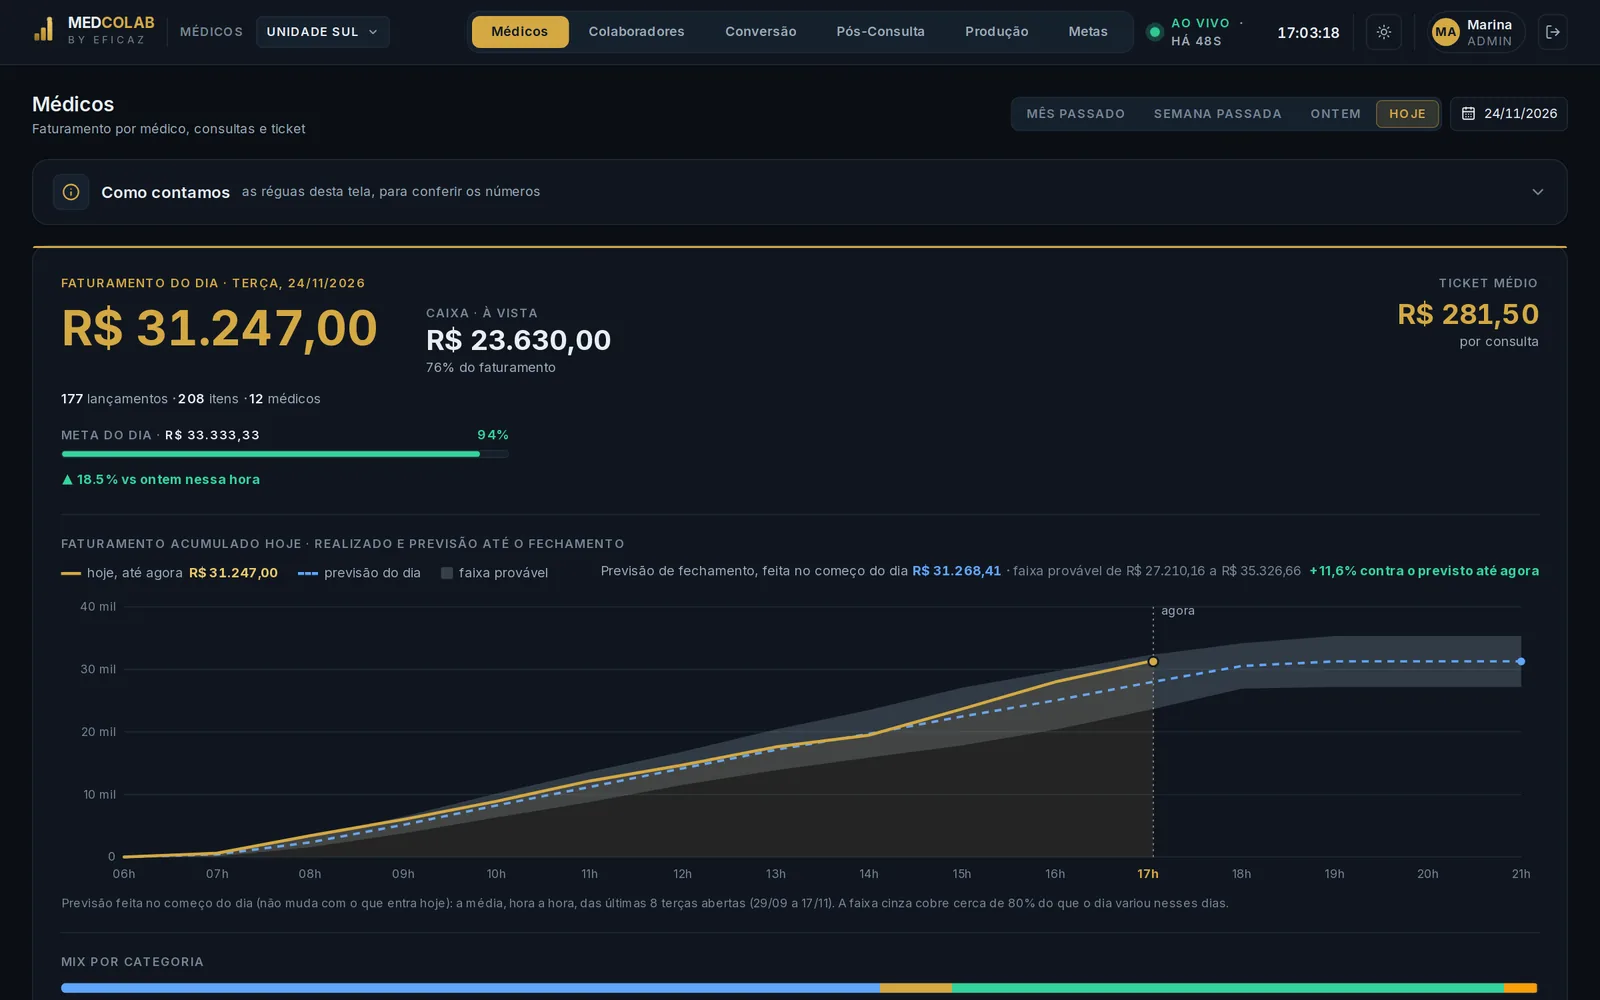 MEDCOLAB
BY EFICAZ
MÉDICOS
UNIDADE SUL
Médicos
Colaboradores
Conversão
Pós-Consulta
Produção
Metas
AO VIVO ·
HÁ 48S
17:03:18
MA
Marina
ADMIN
Médicos
Faturamento por médico, consultas e ticket
MÊS PASSADO
SEMANA PASSADA
ONTEM
HOJE
24/11/2026
Como contamos as réguas desta tela, para conferir os números
FATURAMENTO DO DIA · TERÇA, 24/11/2026
R$ 31.247,00
CAIXA · À VISTA
R$ 23.630,00
76% do faturamento
TICKET MÉDIO
R$ 281,50
por consulta
177 lançamentos · 208 itens · 12 médicos
META DO DIA · R$ 33.333,33 94%
▲ 18.5% vs ontem nessa hora
FATURAMENTO ACUMULADO HOJE · REALIZADO E PREVISÃO ATÉ O FECHAMENTO
hoje, até agora R$ 31.247,00 previsão do dia faixa provável
Previsão de fechamento, feita no começo do dia R$ 31.268,41 · faixa provável de R$ 27.210,16 a R$ 35.326,66 +11,6% contra o previsto até agora
40 mil
30 mil
20 mil
10 mil
0
agora
06h 07h 08h 09h 10h 11h 12h 13h 14h 15h 16h 17h 18h 19h 20h 21h
Previsão feita no começo do dia (não muda com o que entra hoje): a média, hora a hora, das últimas 8 terças abertas (29/09 a 17/11). A faixa cinza cobre cerca de 80% do que o dia variou nesses dias.
MIX POR CATEGORIA